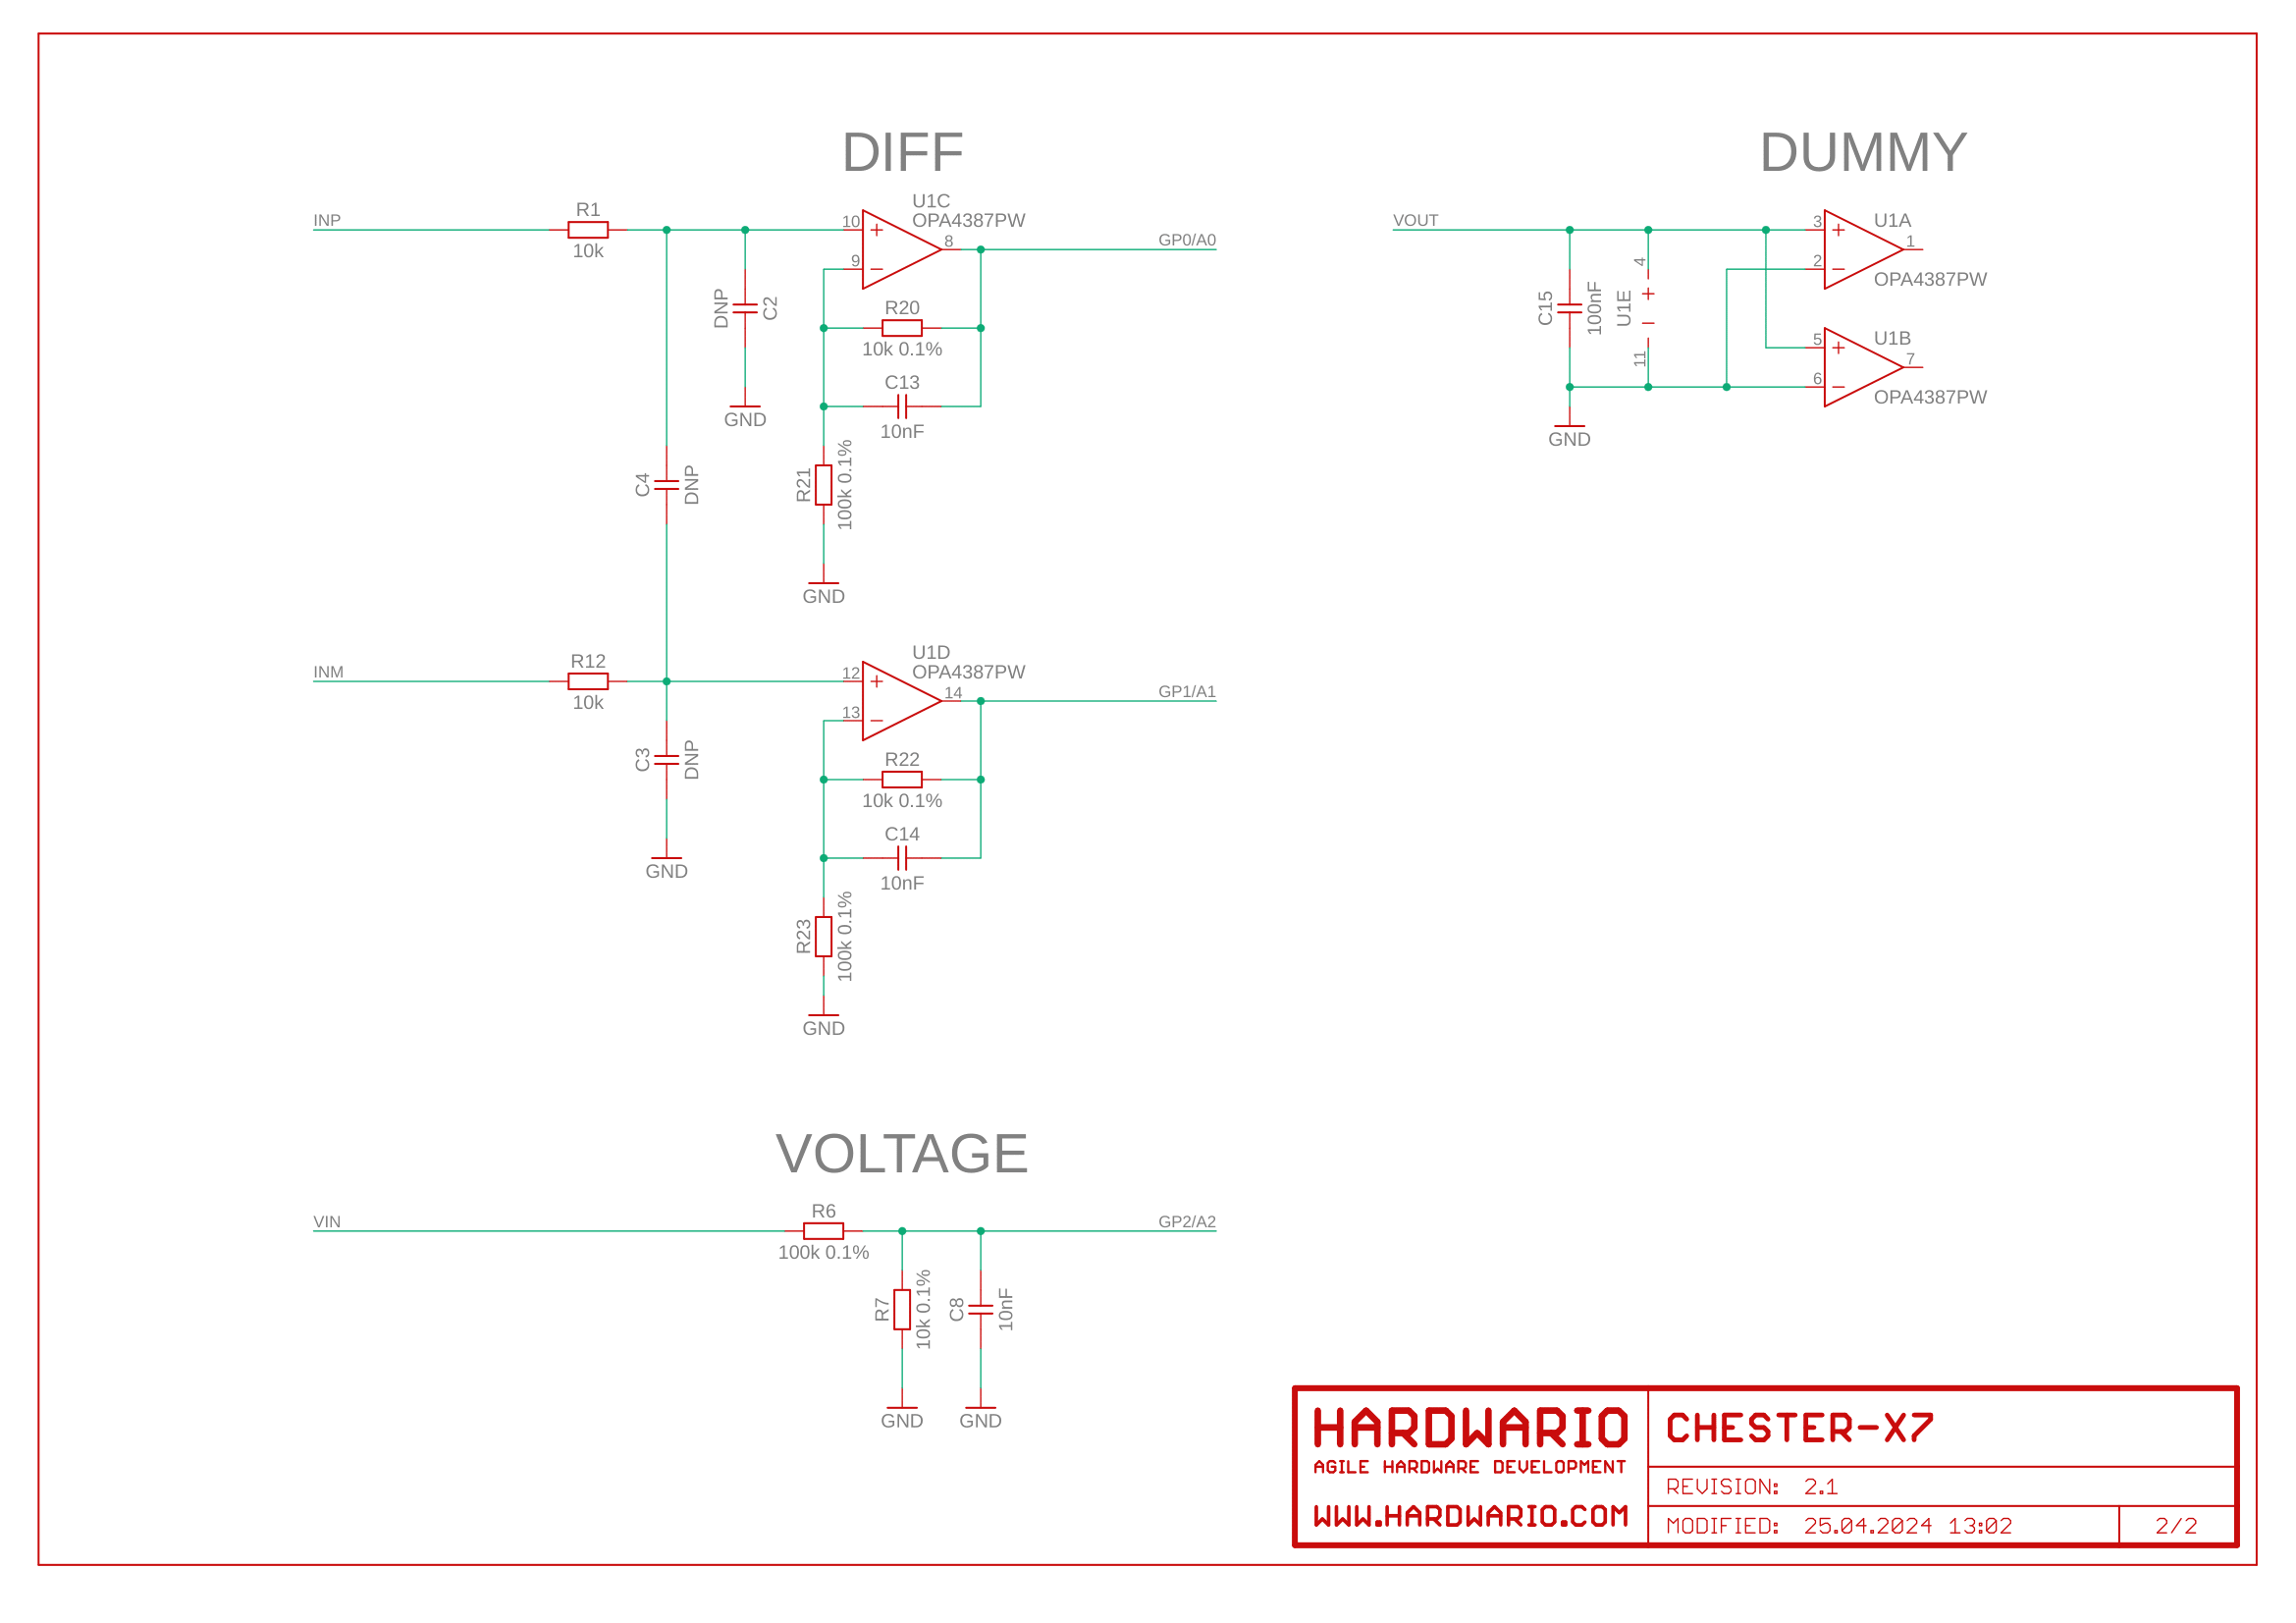 DIFF
INP
R1
10k
DNP
C2
GND
C4
DNP
U1C
OPA4387PW
10
9
8
GP0/A0
R20
10k 0.1%
C13
10nF
R21
100k 0.1%
GND
INM
R12
10k
C3
DNP
GND
U1D
OPA4387PW
12
13
14
GP1/A1
R22
10k 0.1%
C14
10nF
R23
100k 0.1%
GND
DUMMY
VOUT
C15
100nF
U1E
4
11
GND
3
2
1
U1A
OPA4387PW
5
6
7
U1B
OPA4387PW
VOLTAGE
VIN
R6
100k 0.1%
GP2/A2
R7
10k 0.1%
C8
10nF
GND
GND
HARDWARIO
AGILE HARDWARE DEVELOPMENT
WWW.HARDWARIO.COM
CHESTER-X7
REVISION: 2.1
MODIFIED: 25.04.2024 13:02
2/2